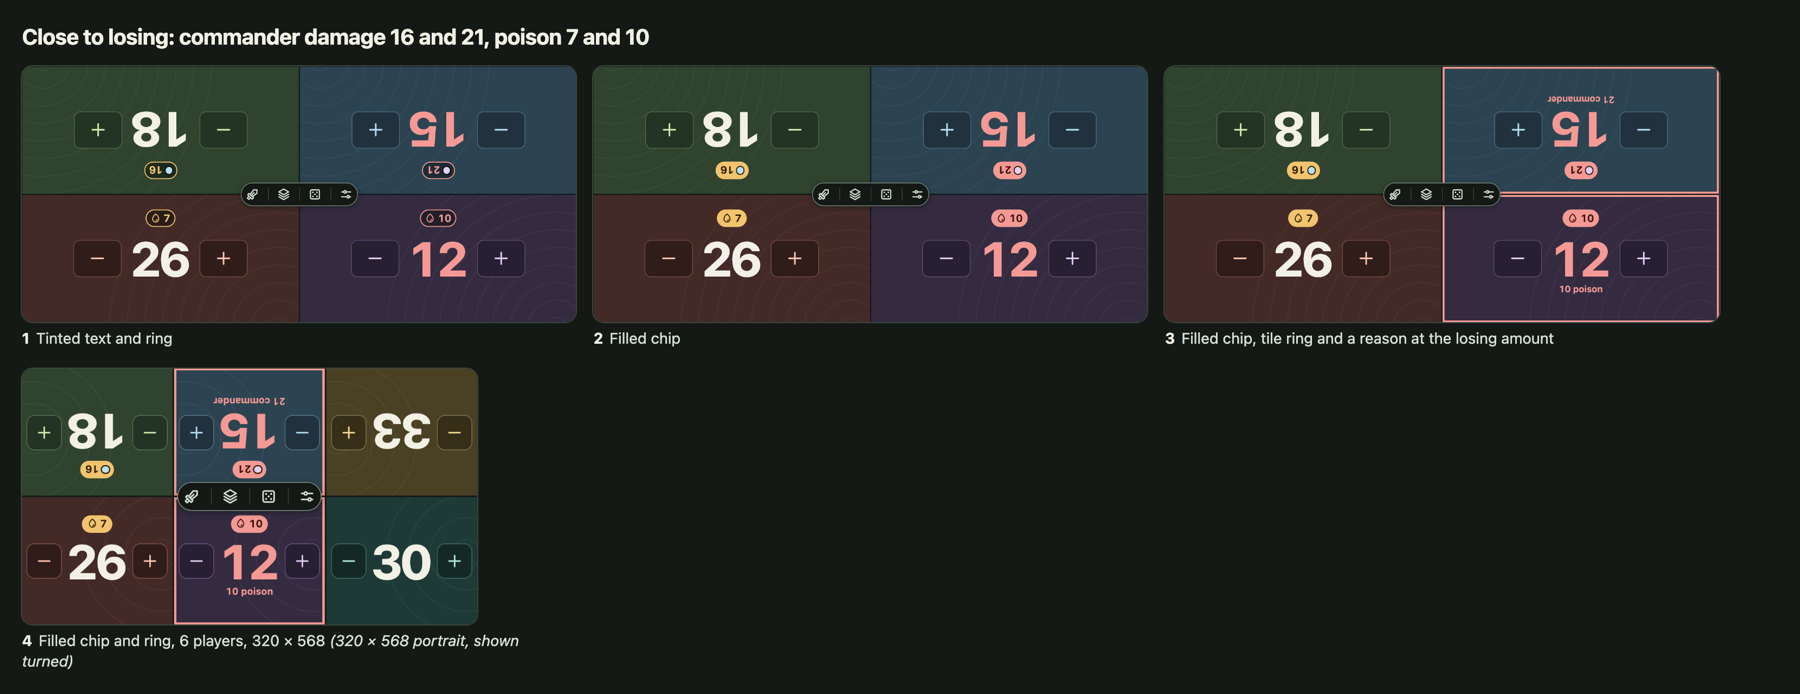 Close to losing: commander damage 16 and 21, poison 7 and 10
+ 18 −
16
+ 15 −
21
7
− 26 +
10
− 12 +
1 Tinted text and ring
+ 18 −
16
+ 15 −
21
7
− 26 +
10
− 12 +
2 Filled chip
+ 18 −
16
21 commander
+ 15 −
21
7
− 26 +
10
− 12 +
10 poison
3 Filled chip, tile ring and a reason at the losing amount
+ 18 −
16
21 commander
+ 15 −
21
+ 33 −
7
− 26 +
10
− 12 +
10 poison
− 30 +
4 Filled chip and ring, 6 players, 320 × 568 (320 × 568 portrait, shown
turned)